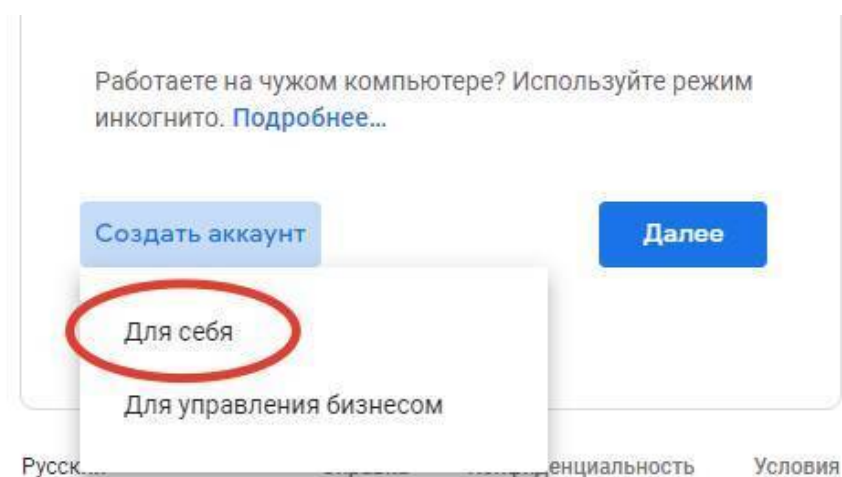 Работаете на чужом компьютере? Используйте режим
инкогнито. Подробнее...
Создать аккаунт
Далее
Для себя
Для управления бизнесом
Условия